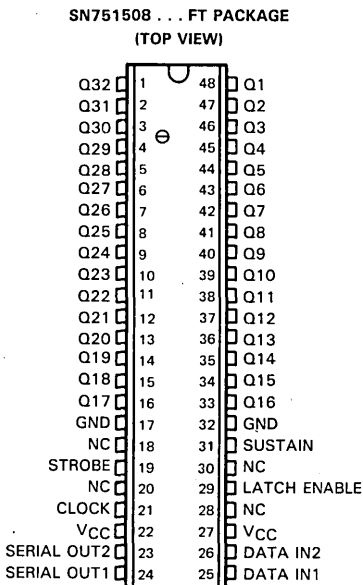 SN751508 . . . FT PACKAGE
(TOP VIEW)
Q32 1 48 Q1
Q31 2 47 Q2
Q30 3 46 Q3
Q29 4 45 Q4
Q28 5 44 Q5
Q27 6 43 Q6
Q26 7 42 Q7
Q25 8 41 Q8
Q24 9 40 Q9
Q23 10 39 Q10
Q22 11 38 Q11
Q21 12 37 Q12
Q20 13 36 Q13
Q19 14 35 Q14
Q18 15 34 Q15
Q17 16 33 Q16
GND 17 32 GND
NC 18 31 SUSTAIN
STROBE 19 30 NC
NC 20 29 LATCH ENABLE
CLOCK 21 28 NC
VCC 22 27 VCC
SERIAL OUT2 23 26 DATA IN2
SERIAL OUT1 24 25 DATA IN1